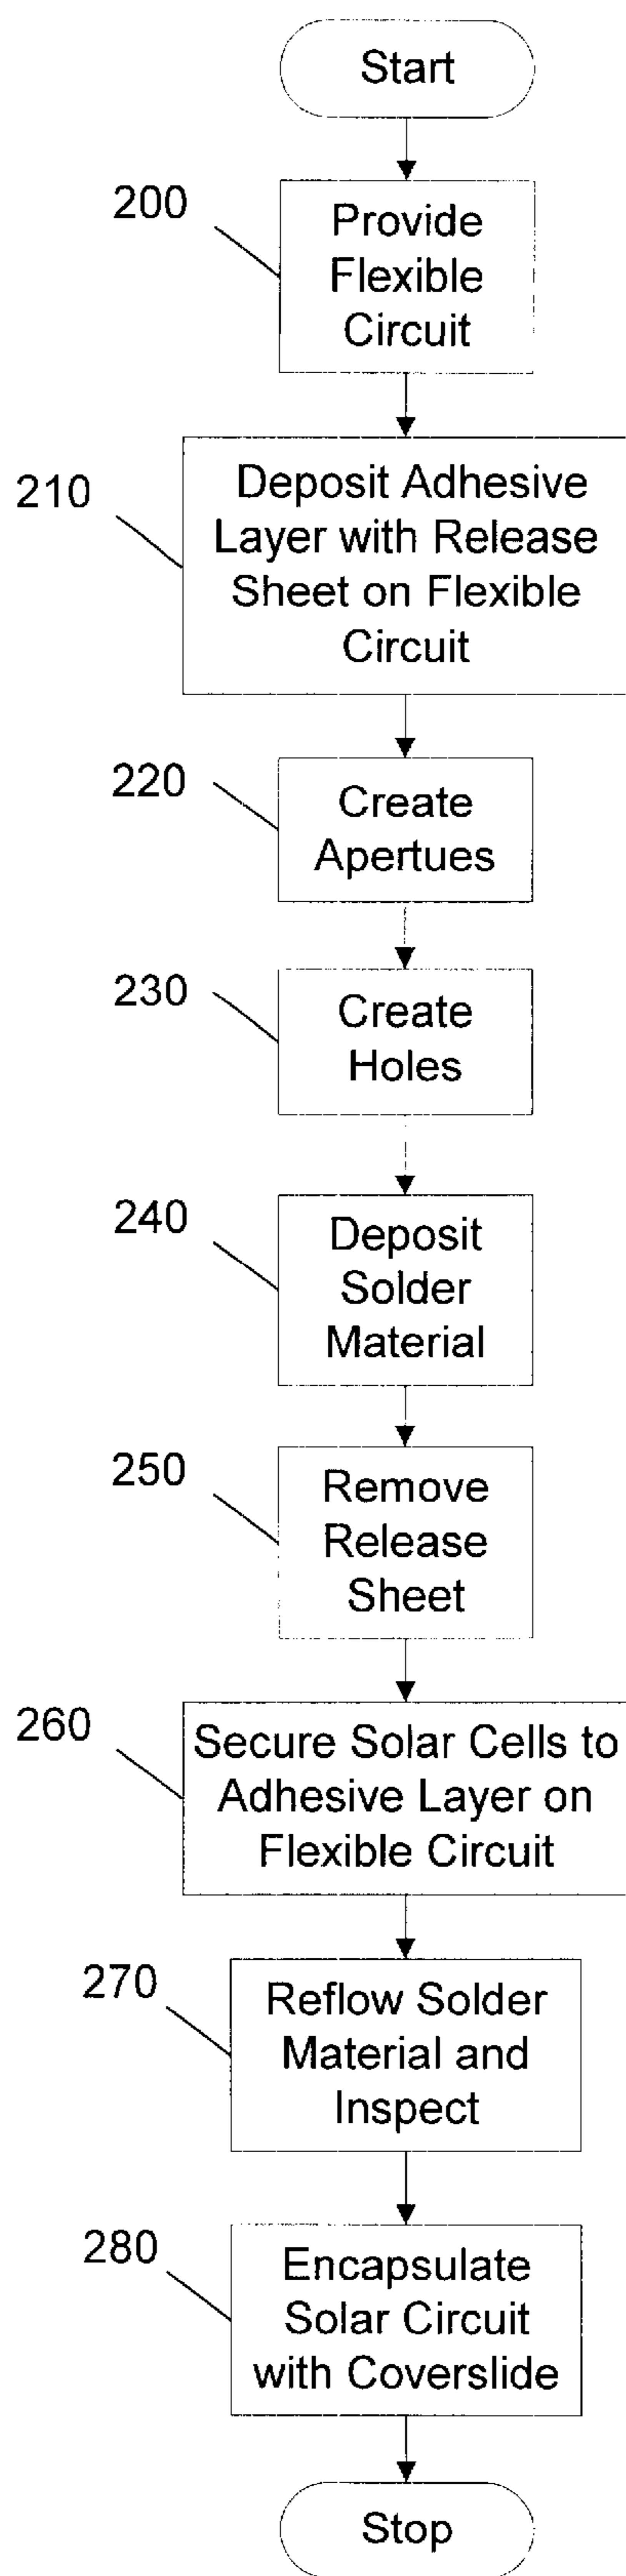 Start
200
Provide
Flexible
Circuit
210
Deposit Adhesive
Layer with Release
Sheet on Flexible
Circuit
220
Create
Apertues
230
Create
Holes
240
Deposit
Solder
Material
250
Remove
Release
Sheet
260
Secure Solar Cells to
Adhesive Layer on
Flexible Circuit
270
Reflow Solder
Material and
Inspect
280
Encapsulate
Solar Circuit
with Coverslide
Stop